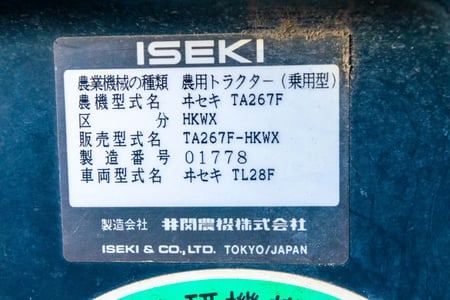 ISEKI
農業機械の種類 農用トラクター(乗用型)
農機型式名 ヰセキ TA267F
区分 HKWX
販売型式名 TA267F-HKWX
製造番号 01778
車両型式名 ヰセキ TL28F
製造会社 井関農機株式会社
ISEKI & CO., LTD. TOKYO/JAPAN